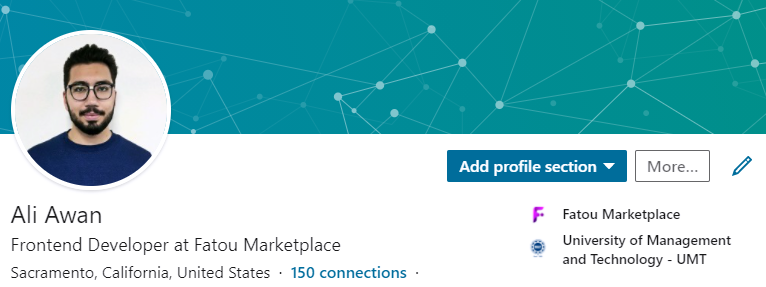 Add profile section
More...
Ali Awan
Frontend Developer at Fatou Marketplace
Sacramento, California, United States · 150 connections ·
Fatou Marketplace
University of Management
and Technology - UMT